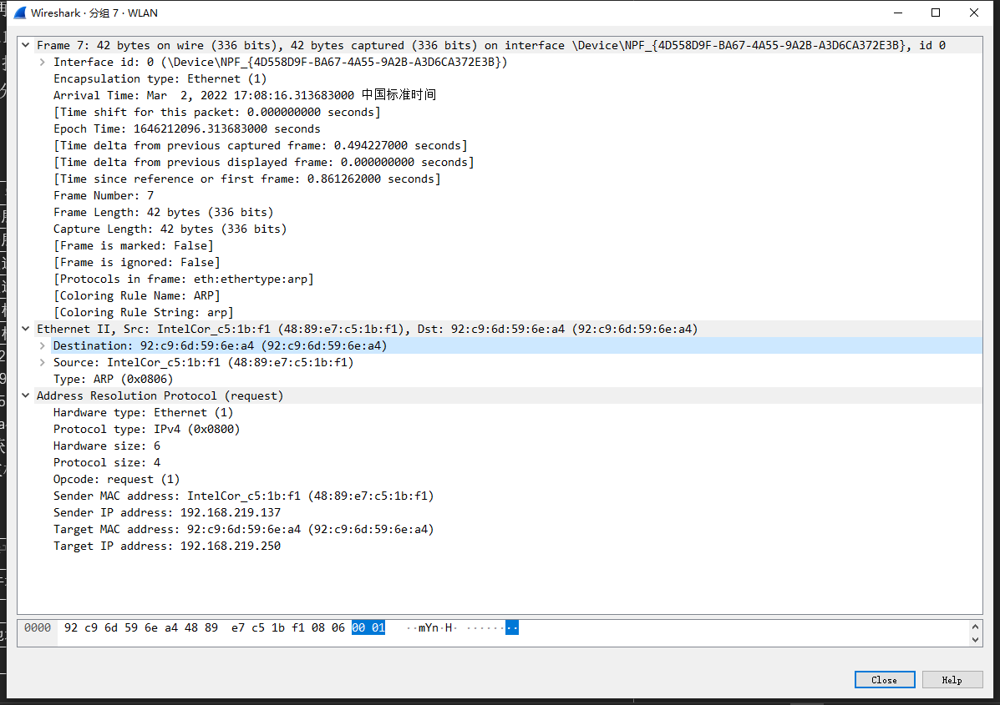 Wireshark · 分组 7 · WLAN
Frame 7: 42 bytes on wire (336 bits), 42 bytes captured (336 bits) on interface \Device\NPF_{4D558D9F-BA67-4A55-9A2B-A3D6CA372E3B}, id 0
Interface id: 0 (\Device\NPF_{4D558D9F-BA67-4A55-9A2B-A3D6CA372E3B})
Encapsulation type: Ethernet (1)
Arrival Time: Mar  2, 2022 17:08:16.313683000 中国标准时间
[Time shift for this packet: 0.000000000 seconds]
Epoch Time: 1646212096.313683000 seconds
[Time delta from previous captured frame: 0.494227000 seconds]
[Time delta from previous displayed frame: 0.000000000 seconds]
[Time since reference or first frame: 0.861262000 seconds]
Frame Number: 7
Frame Length: 42 bytes (336 bits)
Capture Length: 42 bytes (336 bits)
[Frame is marked: False]
[Frame is ignored: False]
[Protocols in frame: eth:ethertype:arp]
[Coloring Rule Name: ARP]
[Coloring Rule String: arp]
Ethernet II, Src: IntelCor_c5:1b:f1 (48:89:e7:c5:1b:f1), Dst: 92:c9:6d:59:6e:a4 (92:c9:6d:59:6e:a4)
Destination: 92:c9:6d:59:6e:a4 (92:c9:6d:59:6e:a4)
Source: IntelCor_c5:1b:f1 (48:89:e7:c5:1b:f1)
Type: ARP (0x0806)
Address Resolution Protocol (request)
Hardware type: Ethernet (1)
Protocol type: IPv4 (0x0800)
Hardware size: 6
Protocol size: 4
Opcode: request (1)
Sender MAC address: IntelCor_c5:1b:f1 (48:89:e7:c5:1b:f1)
Sender IP address: 192.168.219.137
Target MAC address: 92:c9:6d:59:6e:a4 (92:c9:6d:59:6e:a4)
Target IP address: 192.168.219.250
0000 92 c9 6d 59 6e a4 48 89 e7 c5 1b f1 08 06 00 01 ··mYn·H· ········
Close Help